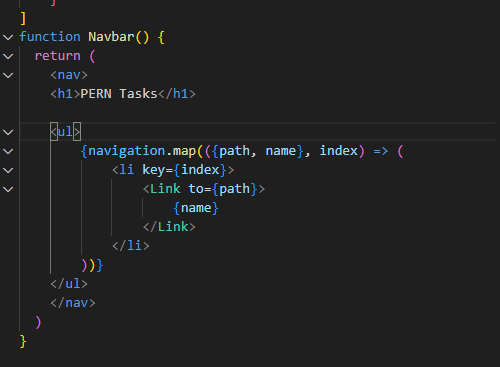 }
]
function Navbar() {
  return (
    <nav>
    <h1>PERN Tasks</h1>

    <ul>
        {navigation.map(({path, name}, index) => (
            <li key={index}>
                <Link to={path}>
                    {name}
                </Link>
            </li>
        ))}
    </ul>
    </nav>
  )
}